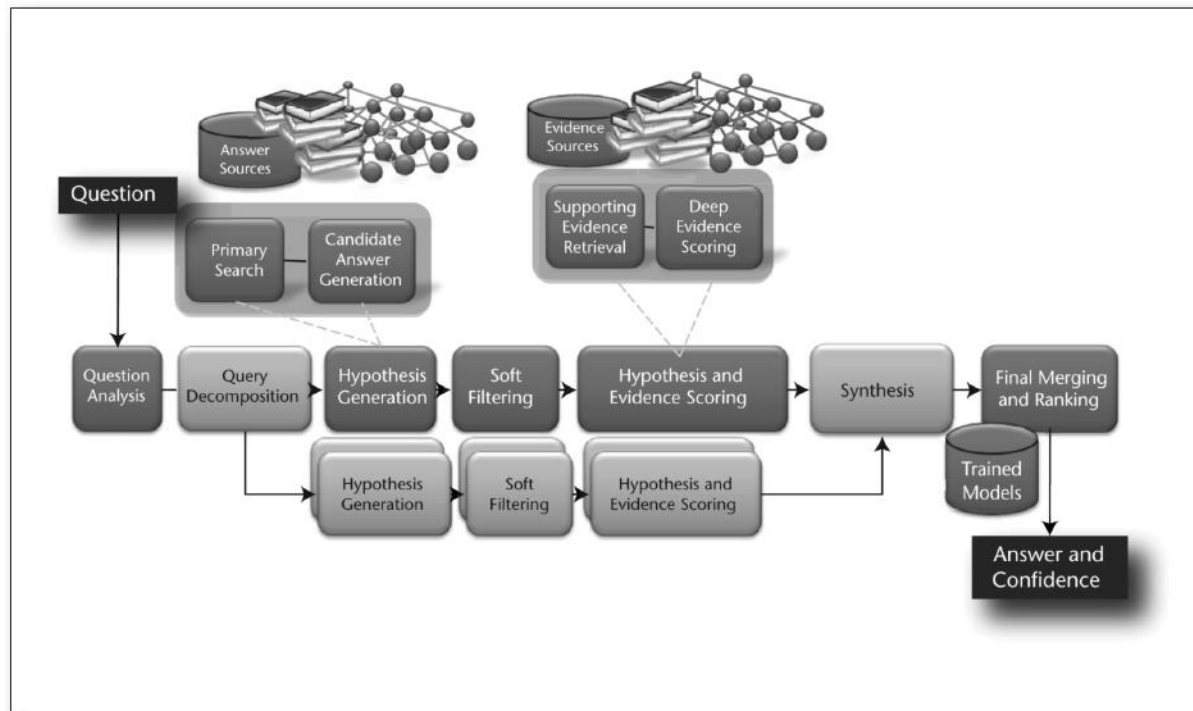 Answer
Sources
Evidence
Sources
Question
Primary
Search
Candidate
Answer
Generation
Supporting
Evidence
Retrieval
Deep
Evidence
Scoring
Question
Analysis
Query
Decomposition
Hypothesis
Generation
Soft
Filtering
Hypothesis and
Evidence Scoring
Synthesis
Final Merging
and Ranking
Hypothesis
Generation
Soft
Filtering
Hypothesis and
Evidence Scoring
Trained
Models
Answer and
Confidence